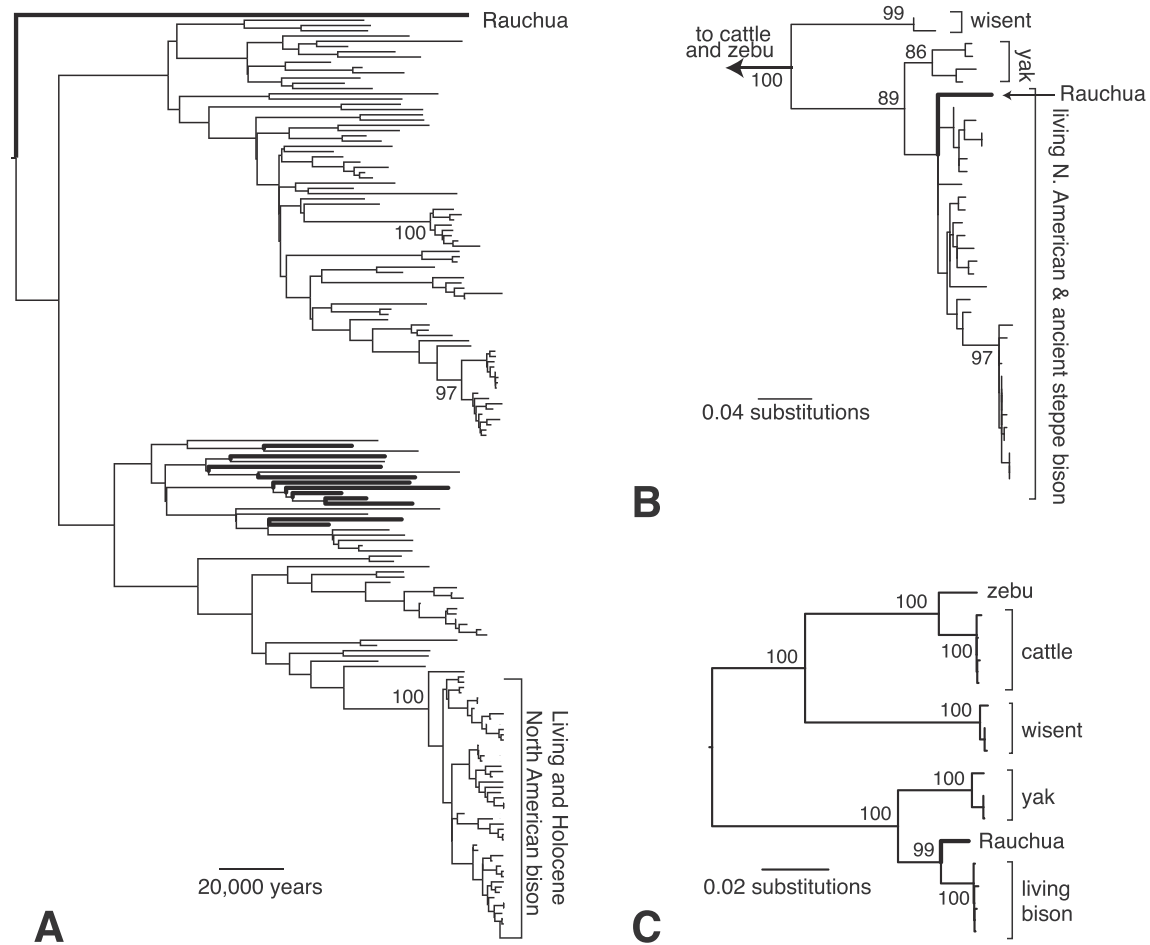 Rauchua
100
97
100
Living and Holocene
North American bison
20,000 years
A
99
wisent
to cattle
and zebu
100
86
yak
89
Rauchua
living N. American & ancient steppe bison
97
0.04 substitutions
B
zebu
100
100
cattle
100
100
wisent
100
yak
100
Rauchua
99
100
living
bison
0.02 substitutions
C